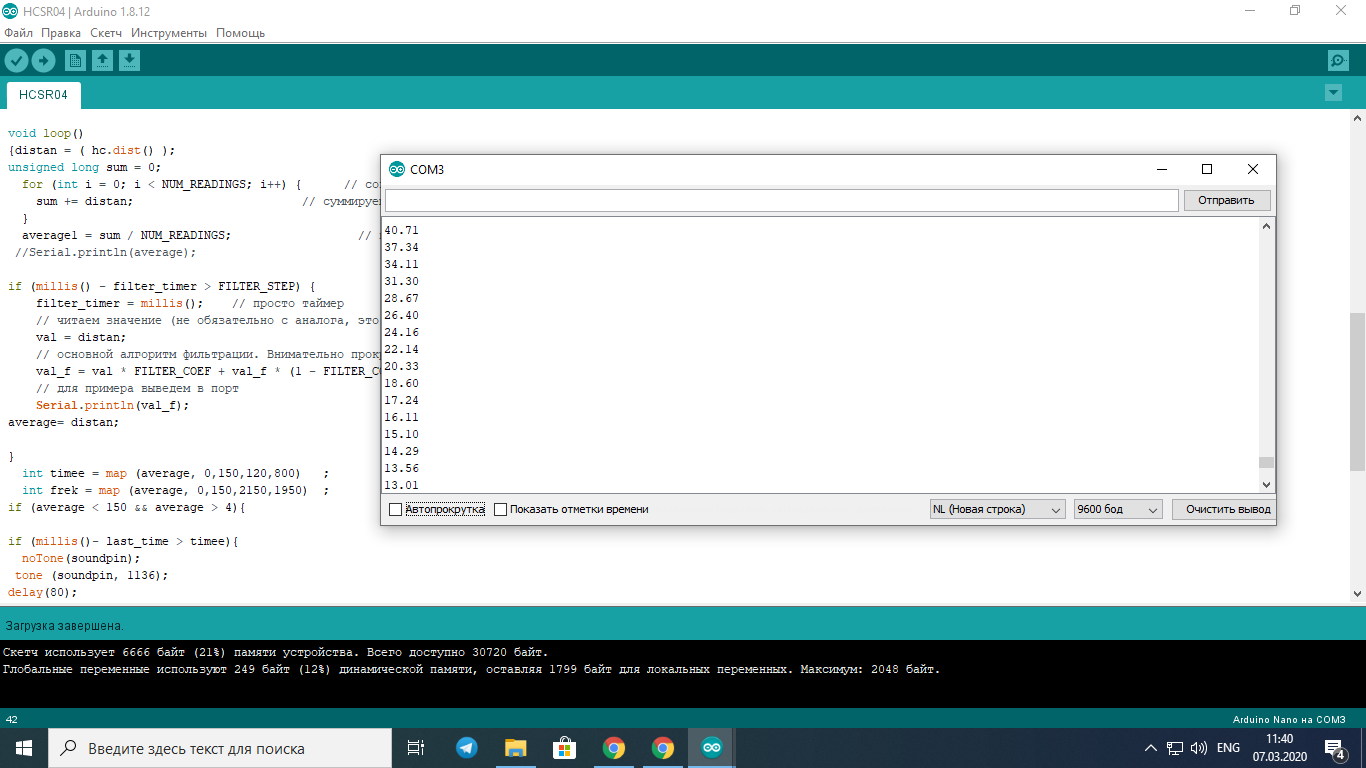 HCSR04 | Arduino 1.8.12
Файл Правка Скетч Инструменты Помощь
HCSR04
void loop()
{distan = ( hc.dist() );
unsigned long sum = 0;
for (int i = 0; i < NUM_READINGS; i++) { //
sum += distan; //
}
average1 = sum / NUM_READINGS; //
//Serial.println(average);
if (millis() - filter_timer > FILTER_STEP) {
filter_timer = millis(); // просто таймер
// читаем значение (не обязательно с аналога, это
val = distan;
// основной алгоритм фильтрации. Внимательно
val_f = val * FILTER_COEF + val_f * (1 -
// для примера выведем в порт
Serial.println(val_f);
average= distan;
}
int timee = map (average, 0,150,120,800) ;
int frek = map (average, 0,150,2150,1950) ;
if (average < 150 && average > 4){
if (millis()- last_time > timee){
noTone(soundpin);
tone (soundpin, 1136);
delay(80);
COM3
Отправить
40.71
37.34
34.11
31.30
28.67
26.40
24.16
22.14
20.33
18.60
17.24
16.11
15.10
14.29
13.56
13.01
Автопрокрутка Показать отметки времени NL (Новая строка) 9600 бод Очистить вывод
Загрузка завершена.
Скетч использует 6666 байт (21%) памяти устройства. Всего доступно 30720 байт.
Глобальные переменные используют 249 байт (12%) динамической памяти, оставляя 1799 байт для локальных переменных. Максимум: 2048 байт.
42 Arduino Nano на COM3
Введите здесь текст для поиска
ENG
11:40
07.03.2020
4